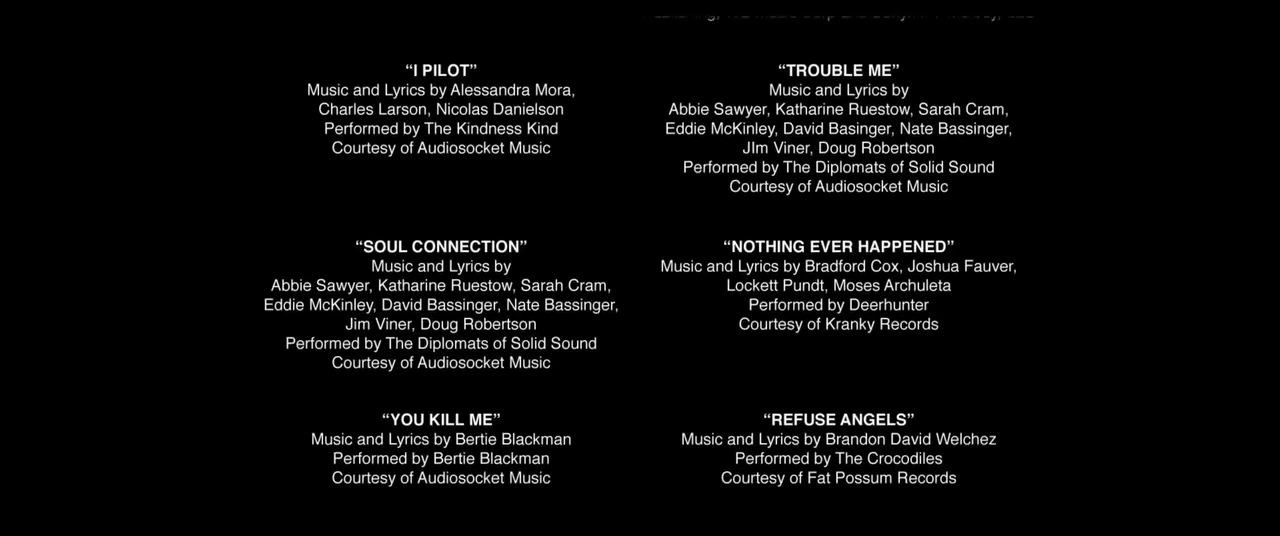 “I PILOT”
Music and Lyrics by Alessandra Mora,
Charles Larson, Nicolas Danielson
Performed by The Kindness Kind
Courtesy of Audiosocket Music
“TROUBLE ME”
Music and Lyrics by
Abbie Sawyer, Katharine Ruestow, Sarah Cram,
Eddie McKinley, David Basinger, Nate Bassinger,
JIm Viner, Doug Robertson
Performed by The Diplomats of Solid Sound
Courtesy of Audiosocket Music
“SOUL CONNECTION”
Music and Lyrics by
Abbie Sawyer, Katharine Ruestow, Sarah Cram,
Eddie McKinley, David Bassinger, Nate Bassinger,
Jim Viner, Doug Robertson
Performed by The Diplomats of Solid Sound
Courtesy of Audiosocket Music
“NOTHING EVER HAPPENED”
Music and Lyrics by Bradford Cox, Joshua Fauver,
Lockett Pundt, Moses Archuleta
Performed by Deerhunter
Courtesy of Kranky Records
“YOU KILL ME”
Music and Lyrics by Bertie Blackman
Performed by Bertie Blackman
Courtesy of Audiosocket Music
“REFUSE ANGELS”
Music and Lyrics by Brandon David Welchez
Performed by The Crocodiles
Courtesy of Fat Possum Records